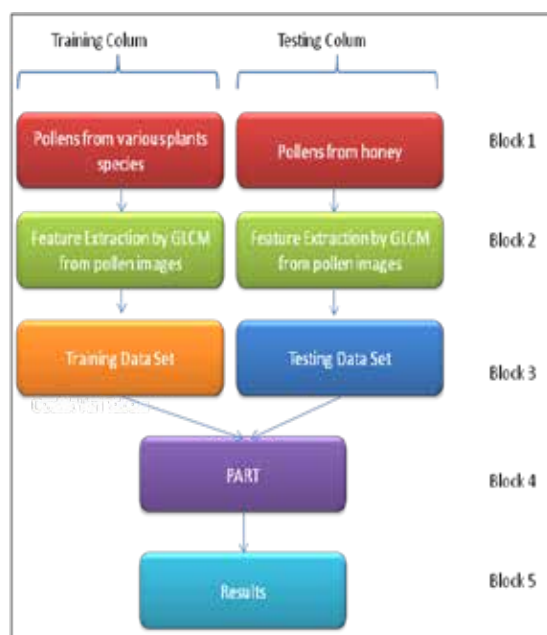 Training Colum
Testing Colum
Pollens from various plants
species
Pollens from honey
Block 1
Feature Extraction by GLCM
from pollen images
Feature Extraction by GLCM
from pollen images
Block 2
Training Data Set
Testing Data Set
Block 3
PART
Block 4
Results
Block 5